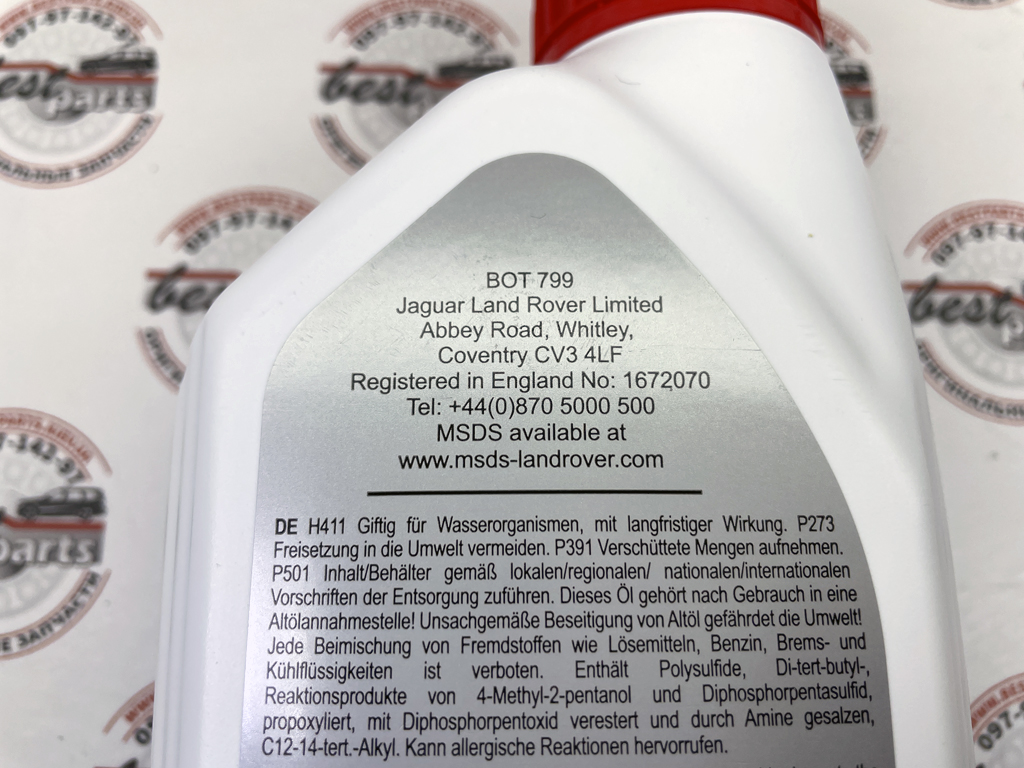 BOT 799
Jaguar Land Rover Limited
Abbey Road, Whitley,
Coventry CV3 4LF
Registered in England No: 1672070
Tel: +44(0)870 5000 500
MSDS available at
www.msds-landrover.com
DE H411 Giftig für Wasserorganismen, mit langfristiger Wirkung. P273
Freisetzung in die Umwelt vermeiden. P391 Verschüttete Mengen aufnehmen.
P501 Inhalt/Behälter gemäß lokalen/regionalen/ nationalen/internationalen
Vorschriften der Entsorgung zuführen. Dieses Öl gehört nach Gebrauch in eine
Altölannahmestelle! Unsachgemäße Beseitigung von Altöl gefährdet die Umwelt!
Jede Beimischung von Fremdstoffen wie Lösemitteln, Benzin, Brems- und
Kühlflüssigkeiten ist verboten. Enthält Polysulfide, Di-tert-butyl-,
Reaktionsprodukte von 4-Methyl-2-pentanol und Diphosphorpentasulfid,
propoxyliert, mit Diphosphorpentoxid verestert und durch Amine gesalzen,
C12-14-tert.-Alkyl. Kann allergische Reaktionen hervorrufen.
best
parts